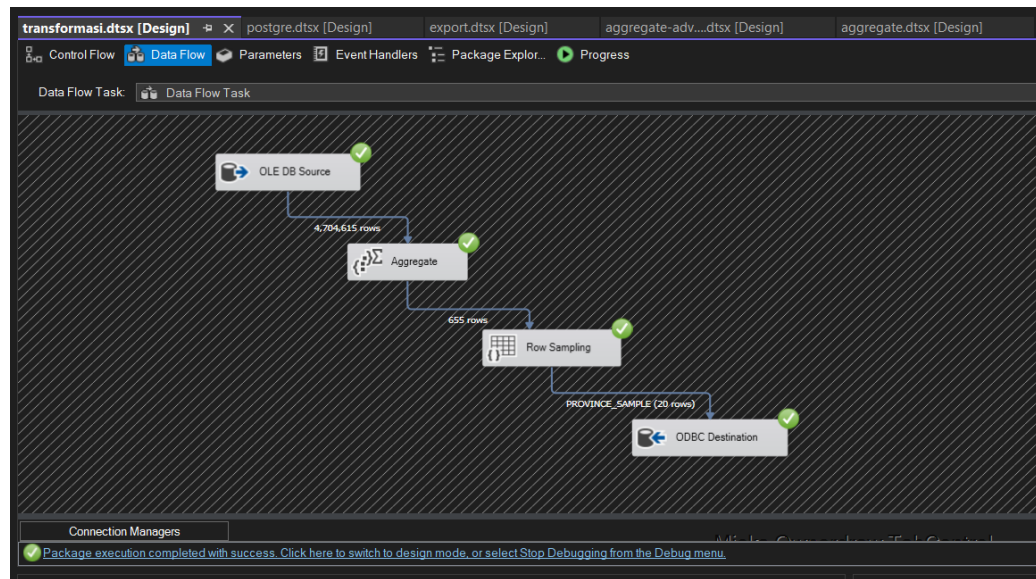 transformasi.dtsx [Design] postgre.dtsx [Design] export.dtsx [Design] aggregate-adv....dtsx [Design] aggregate.dtsx [Design]
Control Flow Data Flow Parameters Event Handlers Package Explor... Progress
Data Flow Task: Data Flow Task
OLE DB Source
4,704,615 rows
Aggregate
655 rows
Row Sampling
PROVINCE_SAMPLE (20 rows)
ODBC Destination
Connection Managers
Package execution completed with success. Click here to switch to design mode, or select Stop Debugging from the Debug menu.